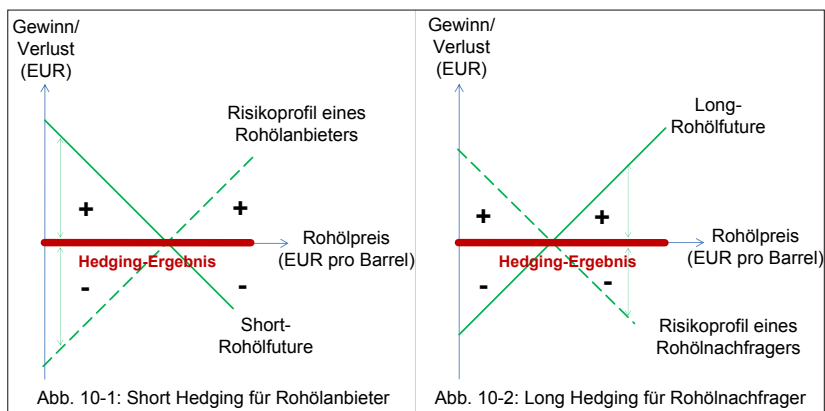 Gewinn/
Verlust
(EUR)
Risikoprofil eines
Rohölanbieters
+
+
Rohölpreis
(EUR pro Barrel)
Hedging-Ergebnis
-
-
Short-
Rohölfuture
Abb. 10-1: Short Hedging für Rohölanbieter
Gewinn/
Verlust
(EUR)
Long-
Rohölfuture
+
+
Rohölpreis
(EUR pro Barrel)
Hedging-Ergebnis
-
-
Risikoprofil eines
Rohölnachfragers
Abb. 10-2: Long Hedging für Rohölnachfrager